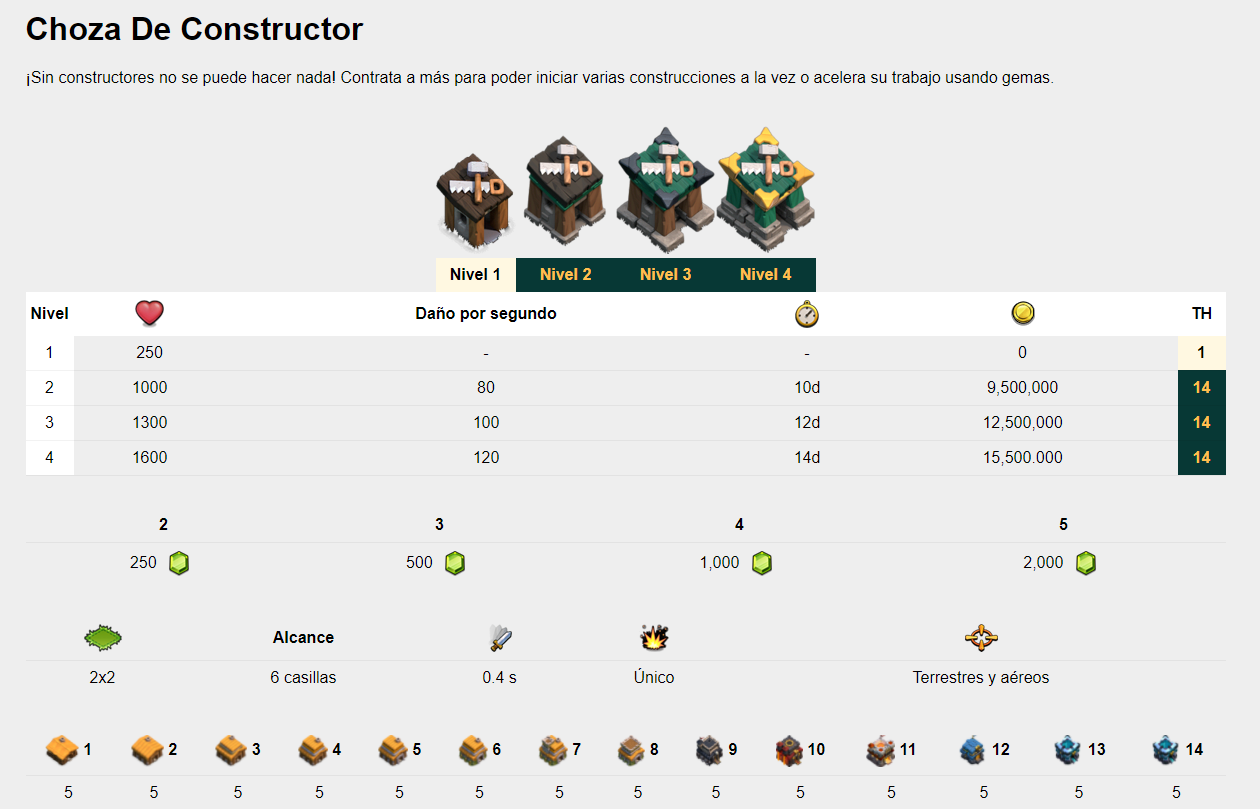 Choza De Constructor
¡Sin constructores no se puede hacer nada! Contrata a más para poder iniciar varias construcciones a la vez o acelera su trabajo usando gemas.
Nivel 1 Nivel 2 Nivel 3 Nivel 4
Nivel Daño por segundo TH
1 250 - - 0 1
2 1000 80 10d 9,500,000 14
3 1300 100 12d 12,500,000 14
4 1600 120 14d 15,500.000 14
2 3 4 5
250 500 1,000 2,000
Alcance
2x2 6 casillas 0.4 s Único Terrestres y aéreos
1 2 3 4 5 6 7 8 9 10 11 12 13 14
5 5 5 5 5 5 5 5 5 5 5 5 5 5